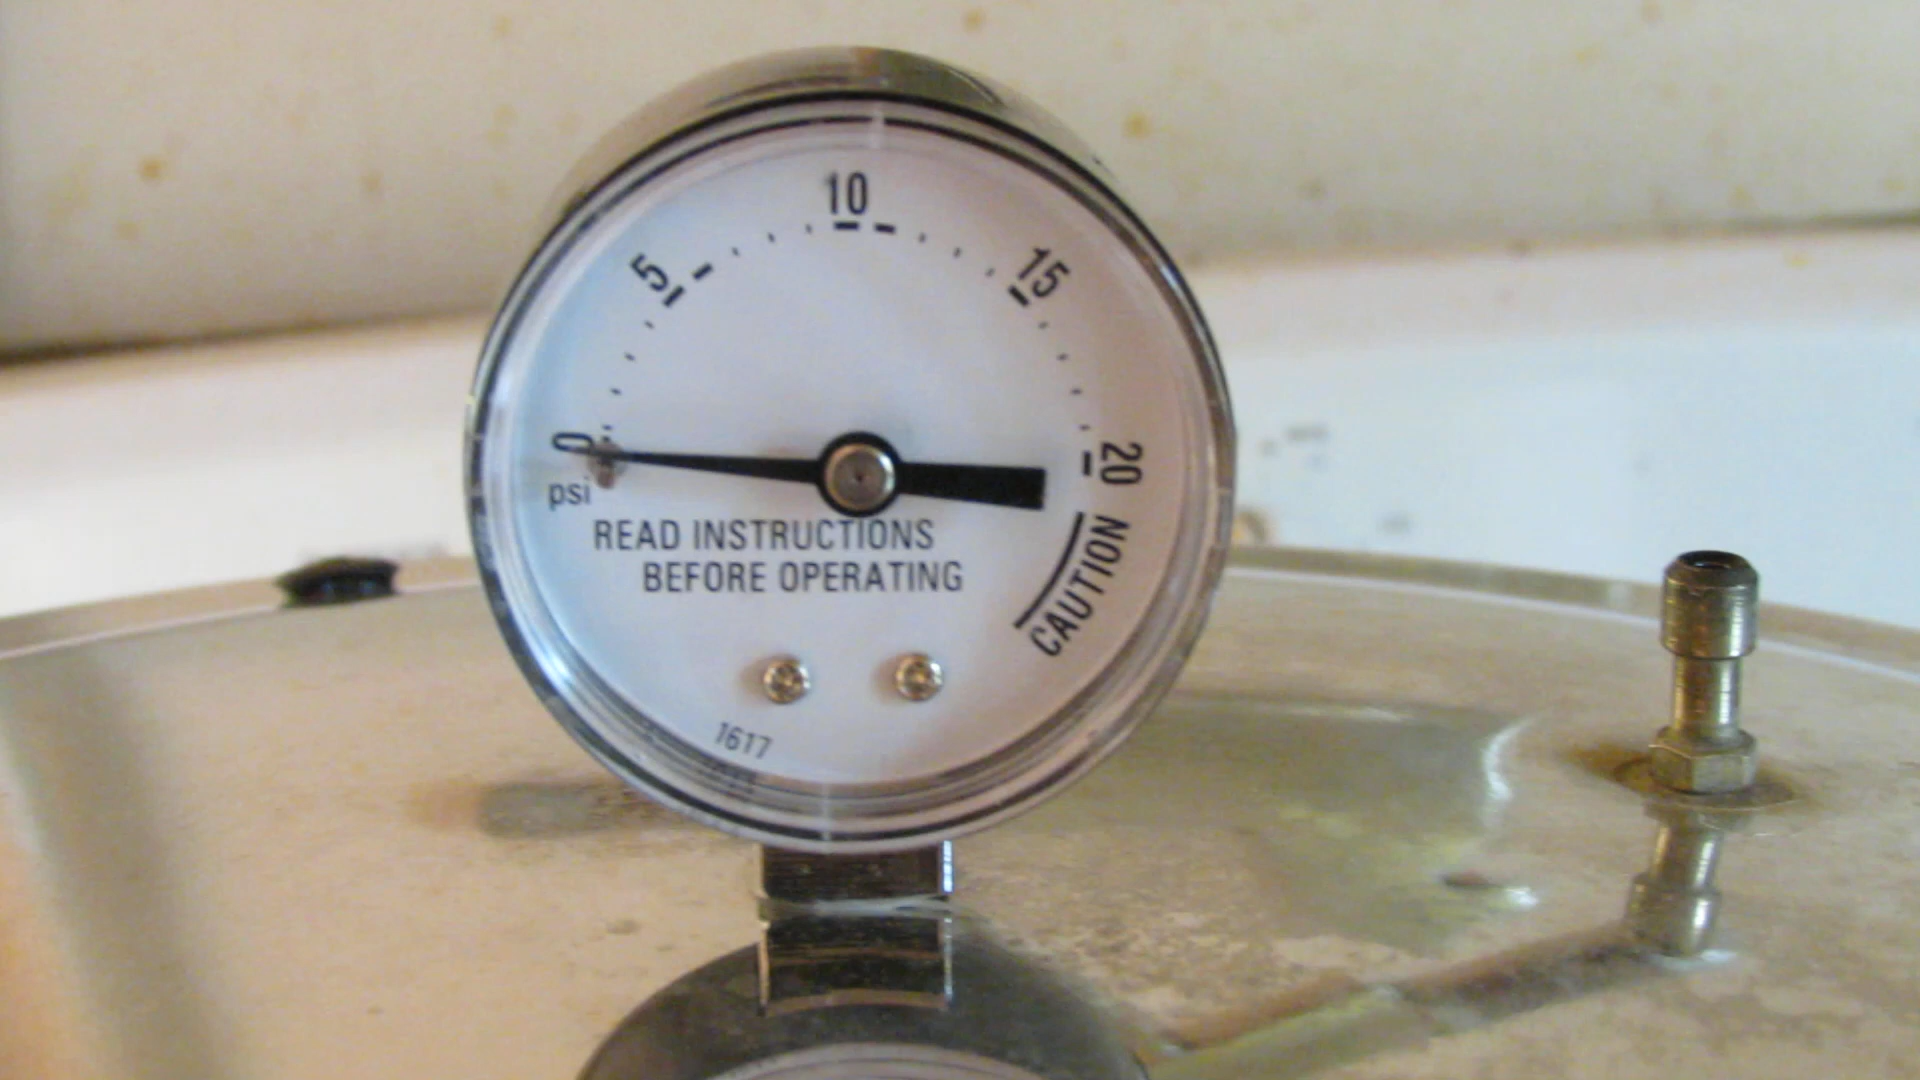 10
5
15
0
20
psi
READ INSTRUCTIONS
BEFORE OPERATING
CAUTION
1617